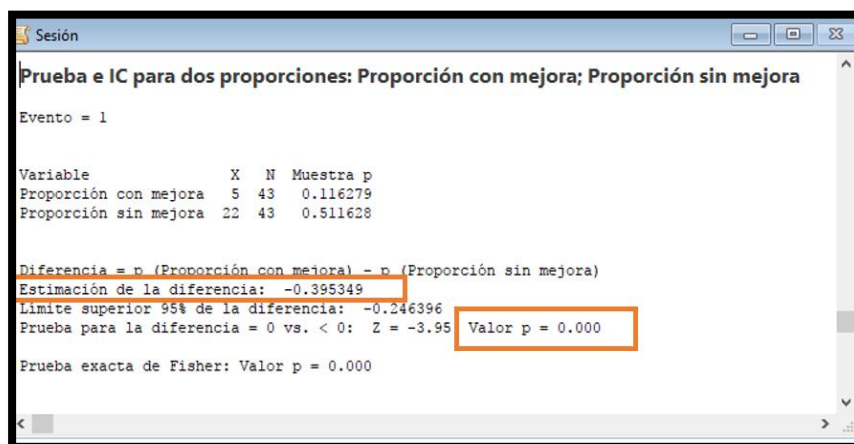 Sesión
Prueba e IC para dos proporciones: Proporción con mejora; Proporción sin mejora
Evento = 1
Variable X N Muestra p
Proporción con mejora 5 43 0.116279
Proporción sin mejora 22 43 0.511628
Diferencia = p (Proporción con mejora) - p (Proporción sin mejora)
Estimación de la diferencia: -0.395349
Límite superior 95% de la diferencia: -0.246396
Prueba para la diferencia = 0 vs. < 0: Z = -3.95 Valor p = 0.000
Prueba exacta de Fisher: Valor p = 0.000